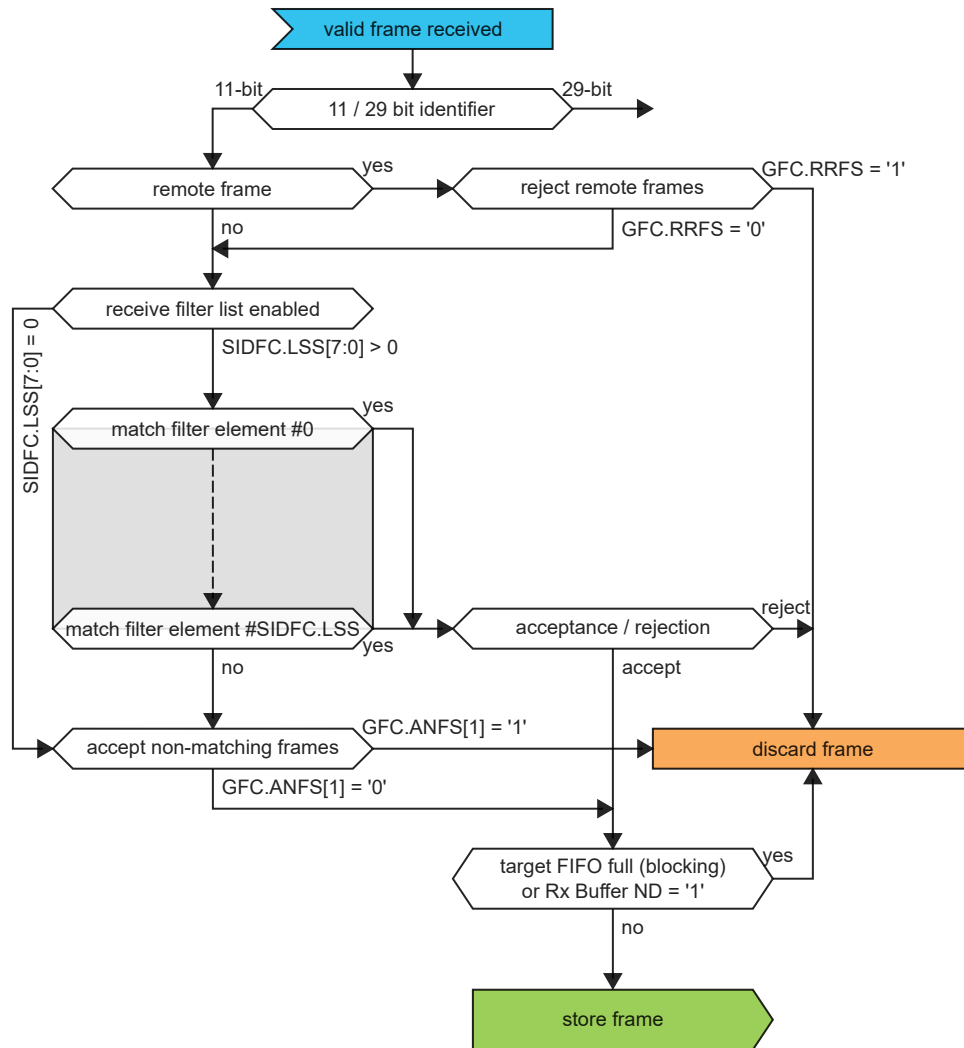 valid frame received
11-bit
29-bit
11 / 29 bit identifier
yes
GFC.RRFS = '1'
remote frame
reject remote frames
no
GFC.RRFS = '0'
receive filter list enabled
SIDFC.LSS[7:0] = 0
SIDFC.LSS[7:0] > 0
yes
match filter element #0
match filter element #SIDFC.LSS
yes
acceptance / rejection
reject
no
accept
GFC.ANFS[1] = '1'
accept non-matching frames
discard frame
GFC.ANFS[1] = '0'
target FIFO full (blocking)
or Rx Buffer ND = '1'
yes
no
store frame